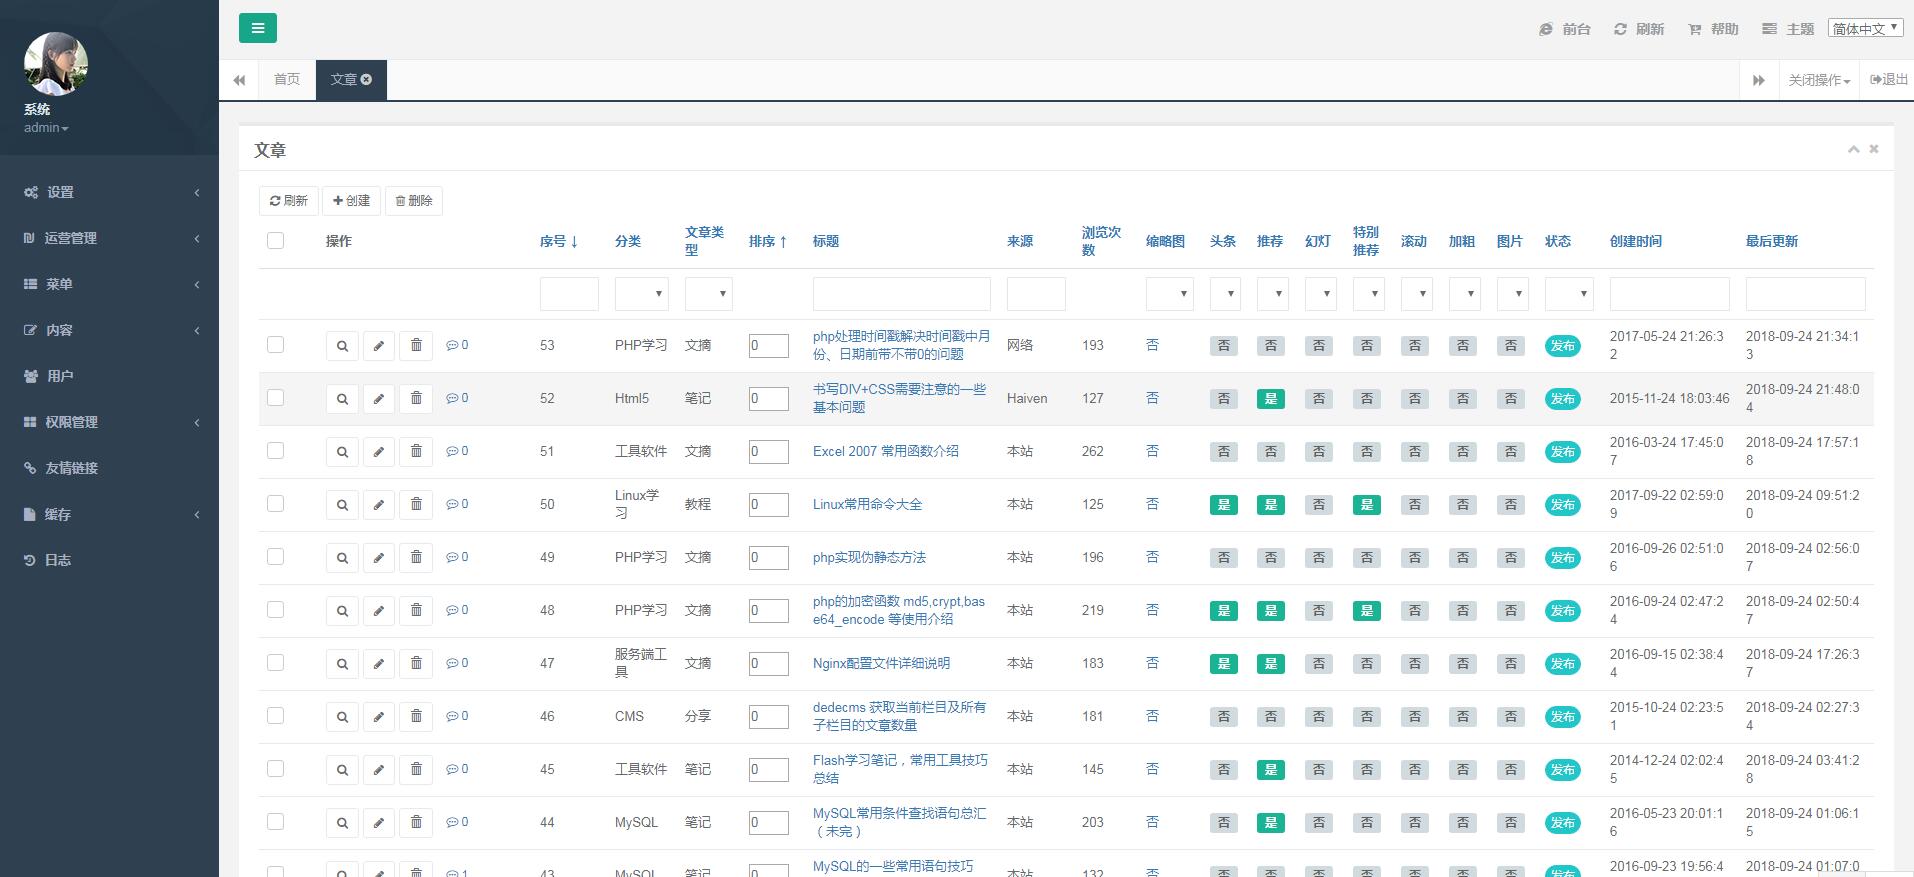 前台 刷新 帮助 主题 简体中文
首页 文章 关闭操作 退出
系统
admin
设置
运营管理
菜单
内容
用户
权限管理
友情链接
缓存
日志
文章
刷新 创建 删除
操作 序号 分类 文章类型 排序 标题 来源 浏览次数 缩略图 头条 推荐 幻灯 特别推荐 滚动 加粗 图片 状态 创建时间 最后更新
0 53 PHP学习 文摘 0 php处理时间戳解决时间戳中月份、日期前带不带0的问题 网络 193 否 否 否 否 否 否 否 否 发布 2017-05-24 21:26:32 2018-09-24 21:34:13
0 52 Html5 笔记 0 书写DIV+CSS需要注意的一些基本问题 Haiven 127 否 否 是 否 否 否 否 否 发布 2015-11-24 18:03:46 2018-09-24 21:48:04
0 51 工具软件 文摘 0 Excel 2007 常用函数介绍 本站 262 否 否 否 否 否 否 否 否 发布 2016-03-24 17:45:07 2018-09-24 17:57:18
0 50 Linux学习 教程 0 Linux常用命令大全 本站 125 否 是 是 否 是 否 否 否 发布 2017-09-22 02:59:09 2018-09-24 09:51:20
0 49 PHP学习 文摘 0 php实现伪静态方法 本站 196 否 否 否 否 否 否 否 否 发布 2016-09-26 02:51:06 2018-09-24 02:56:07
0 48 PHP学习 文摘 0 php的加密函数 md5,crypt,base64_encode 等使用介绍 本站 219 否 是 是 否 是 否 否 否 发布 2016-09-24 02:47:24 2018-09-24 02:50:47
0 47 服务端工具 文摘 0 Nginx配置文件详细说明 本站 183 否 是 是 否 否 否 否 否 发布 2016-09-15 02:38:44 2018-09-24 17:26:37
0 46 CMS 分享 0 dedecms 获取当前栏目及所有子栏目的文章数量 本站 181 否 否 否 否 否 否 否 否 发布 2015-10-24 02:23:51 2018-09-24 02:27:34
0 45 工具软件 笔记 0 Flash学习笔记，常用工具技巧总结 本站 145 否 否 是 否 否 否 否 否 发布 2014-12-24 02:02:45 2018-09-24 03:41:28
0 44 MySQL 笔记 0 MySQL常用条件查找语句总汇（未完） 本站 203 否 否 是 否 否 否 否 否 发布 2016-05-23 20:01:16 2018-09-24 01:06:15
1 43 MySQL 笔记 0 MySQL的一些常用语句技巧 本站 132 否 否 否 否 否 否 否 否 发布 2016-09-23 19:56:4 2018-09-24 01:07:0